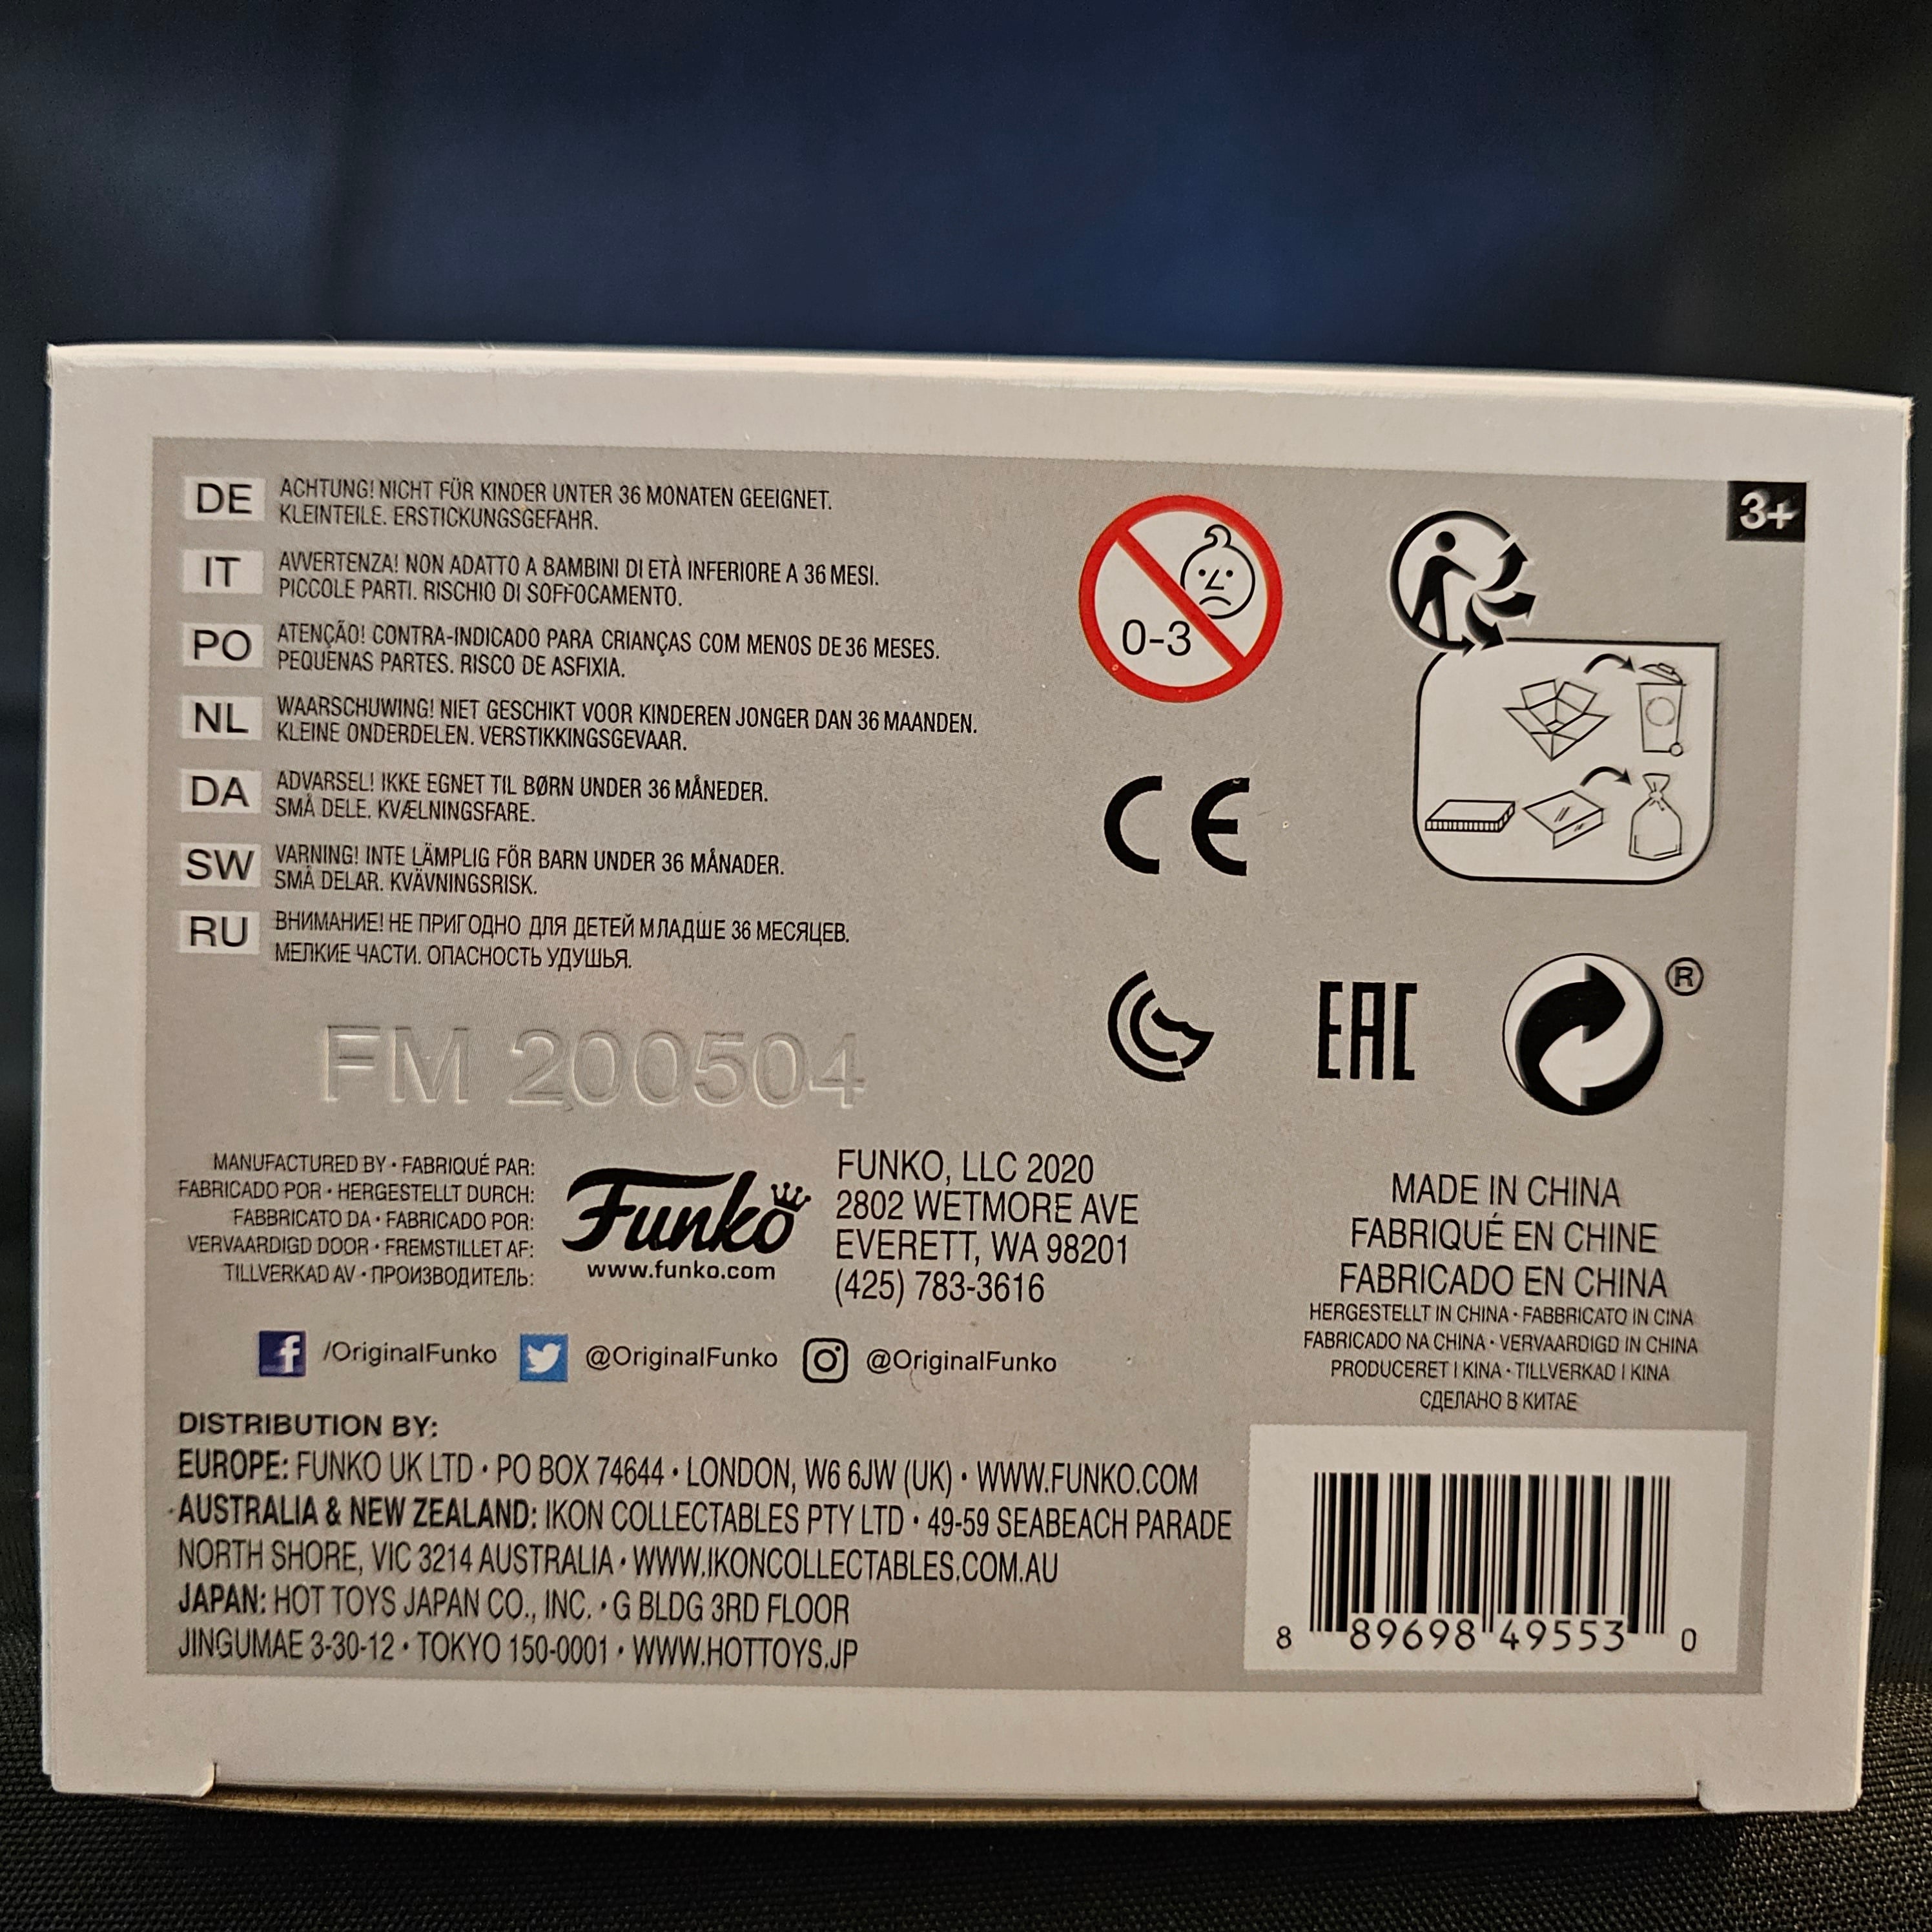 DE ACHTUNG! NICHT FÜR KINDER UNTER 36 MONATEN GEEIGNET.
KLEINTEILE. ERSTICKUNGSGEFAHR.
IT AVVERTENZA! NON ADATTO A BAMBINI DI ETÀ INFERIORE A 36 MESI.
PICCOLE PARTI. RISCHIO DI SOFFOCAMENTO.
PO ATENÇÃO! CONTRA-INDICADO PARA CRIANÇAS COM MENOS DE 36 MESES.
PEQUENAS PARTES. RISCO DE ASFIXIA.
NL WAARSCHUWING! NIET GESCHIKT VOOR KINDEREN JONGER DAN 36 MAANDEN.
KLEINE ONDERDELEN. VERSTIKKINGSGEVAAR.
DA ADVARSEL! IKKE EGNET TIL BØRN UNDER 36 MÅNEDER.
SMÅ DELE. KVÆLNINGSFARE.
SW VARNING! INTE LÄMPLIG FÖR BARN UNDER 36 MÅNADER.
SMÅ DELAR. KVÄVNINGSRISK.
RU ВНИМАНИЕ! НЕ ПРИГОДНО ДЛЯ ДЕТЕЙ МЛАДШЕ 36 МЕСЯЦЕВ.
МЕЛКИЕ ЧАСТИ. ОПАСНОСТЬ УДУШЬЯ.
0-3
3+
CE
EAC
®
FM 200504
MANUFACTURED BY • FABRIQUÉ PAR:
FABRICADO POR • HERGESTELLT DURCH:
FABBRICATO DA • FABRICADO POR:
VERVAARDIGD DOOR • FREMSTILLET AF:
TILLVERKAD AV • ПРОИЗВОДИТЕЛЬ:
Funko
www.funko.com
FUNKO, LLC 2020
2802 WETMORE AVE
EVERETT, WA 98201
(425) 783-3616
MADE IN CHINA
FABRIQUÉ EN CHINE
FABRICADO EN CHINA
HERGESTELLT IN CHINA • FABBRICATO IN CINA
FABRICADO NA CHINA • VERVAARDIGD IN CHINA
PRODUCERET I KINA • TILLVERKAD I KINA
СДЕЛАНО В КИТАЕ
f /OriginalFunko @OriginalFunko @OriginalFunko
DISTRIBUTION BY:
EUROPE: FUNKO UK LTD • PO BOX 74644 • LONDON, W6 6JW (UK) • WWW.FUNKO.COM
AUSTRALIA & NEW ZEALAND: IKON COLLECTABLES PTY LTD • 49-59 SEABEACH PARADE
NORTH SHORE, VIC 3214 AUSTRALIA • WWW.IKONCOLLECTABLES.COM.AU
JAPAN: HOT TOYS JAPAN CO., INC. • G BLDG 3RD FLOOR
JINGUMAE 3-30-12 • TOKYO 150-0001 • WWW.HOTTOYS.JP
8 89698 49553 0